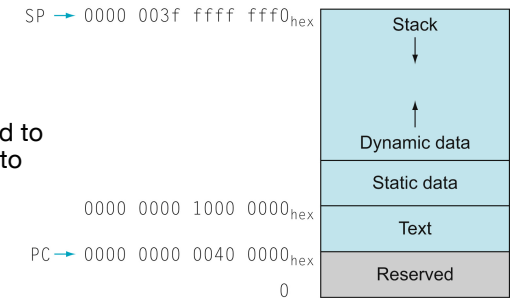 SP → 0000 003f ffff fff0hex
Stack
d to
to
Dynamic data
Static data
0000 0000 1000 0000hex
Text
PC → 0000 0000 0040 0000hex
Reserved
0